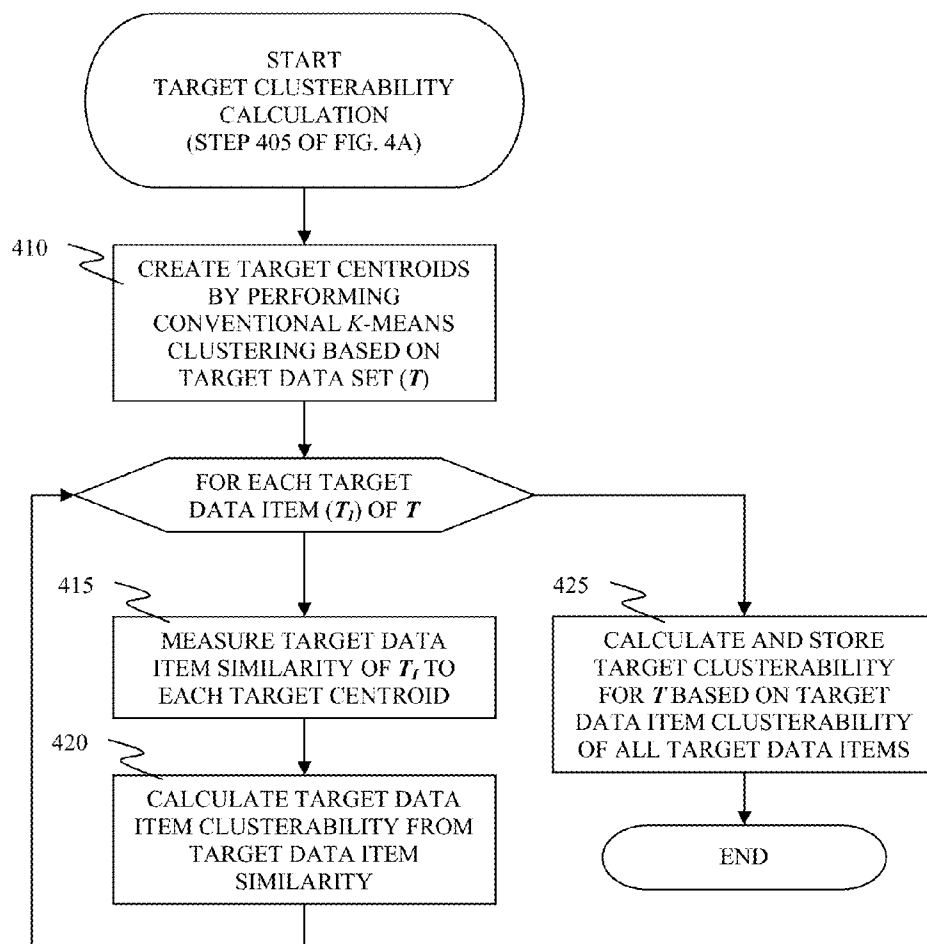 START
TARGET CLUSTERABILITY
CALCULATION
(STEP 405 OF FIG. 4A)
410
CREATE TARGET CENTROIDS
BY PERFORMING
CONVENTIONAL K-MEANS
CLUSTERING BASED ON
TARGET DATA SET (T)
FOR EACH TARGET
DATA ITEM (TI) OF T
415
MEASURE TARGET DATA
ITEM SIMILARITY OF TI TO
EACH TARGET CENTROID
420
CALCULATE TARGET DATA
ITEM CLUSTERABILITY FROM
TARGET DATA ITEM
SIMILARITY
425
CALCULATE AND STORE
TARGET CLUSTERABILITY
FOR T BASED ON TARGET
DATA ITEM CLUSTERABILITY
OF ALL TARGET DATA ITEMS
END